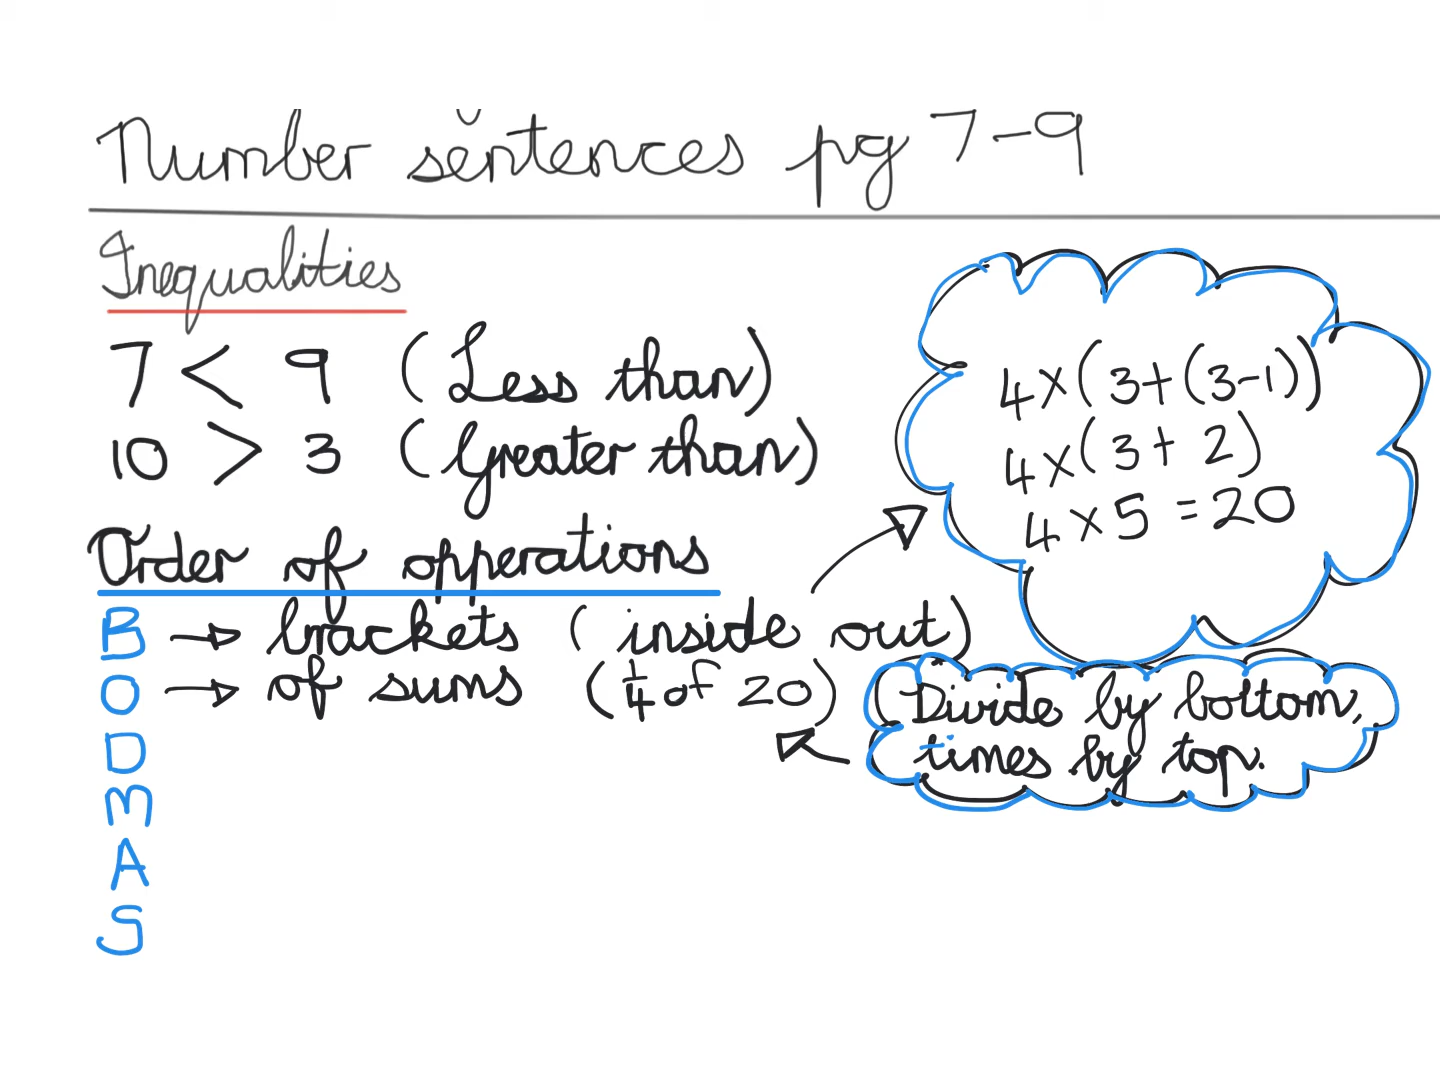 Number sentences pg 7-9
Inequalities
7 < 9 (Less than)
10 > 3 (Greater than)
Order of opperations
B → brackets (inside out)
O → of sums (1/4 of 20)
D
M
A
S
4×(3+(3-1))
4×(3+ 2)
4×5 =20
Divide by bottom,
times by top.